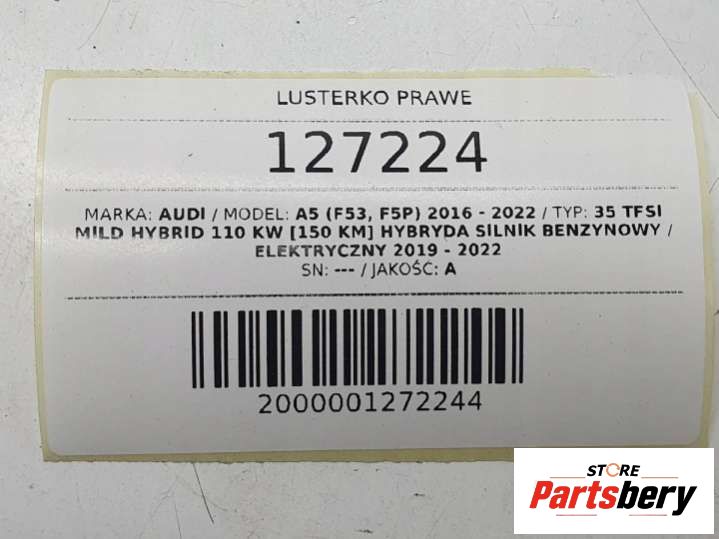 LUSTERKO PRAWE
127224
MARKA: AUDI / MODEL: A5 (F53, F5P) 2016 - 2022 / TYP: 35 TFSI
MILD HYBRID 110 KW [150 KM] HYBRYDA SILNIK BENZYNOWY /
ELEKTRYCZNY 2019 - 2022
SN: --- / JAKOŚĆ: A
2000001272244
STORE
Partsbery